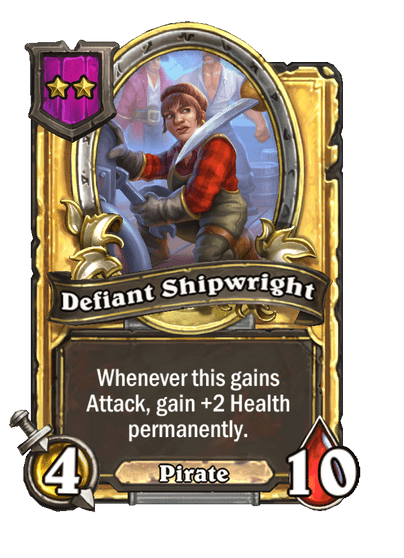 Defiant Shipwright
Whenever this gains
Attack, gain +2 Health
permanently.
4
Pirate
10